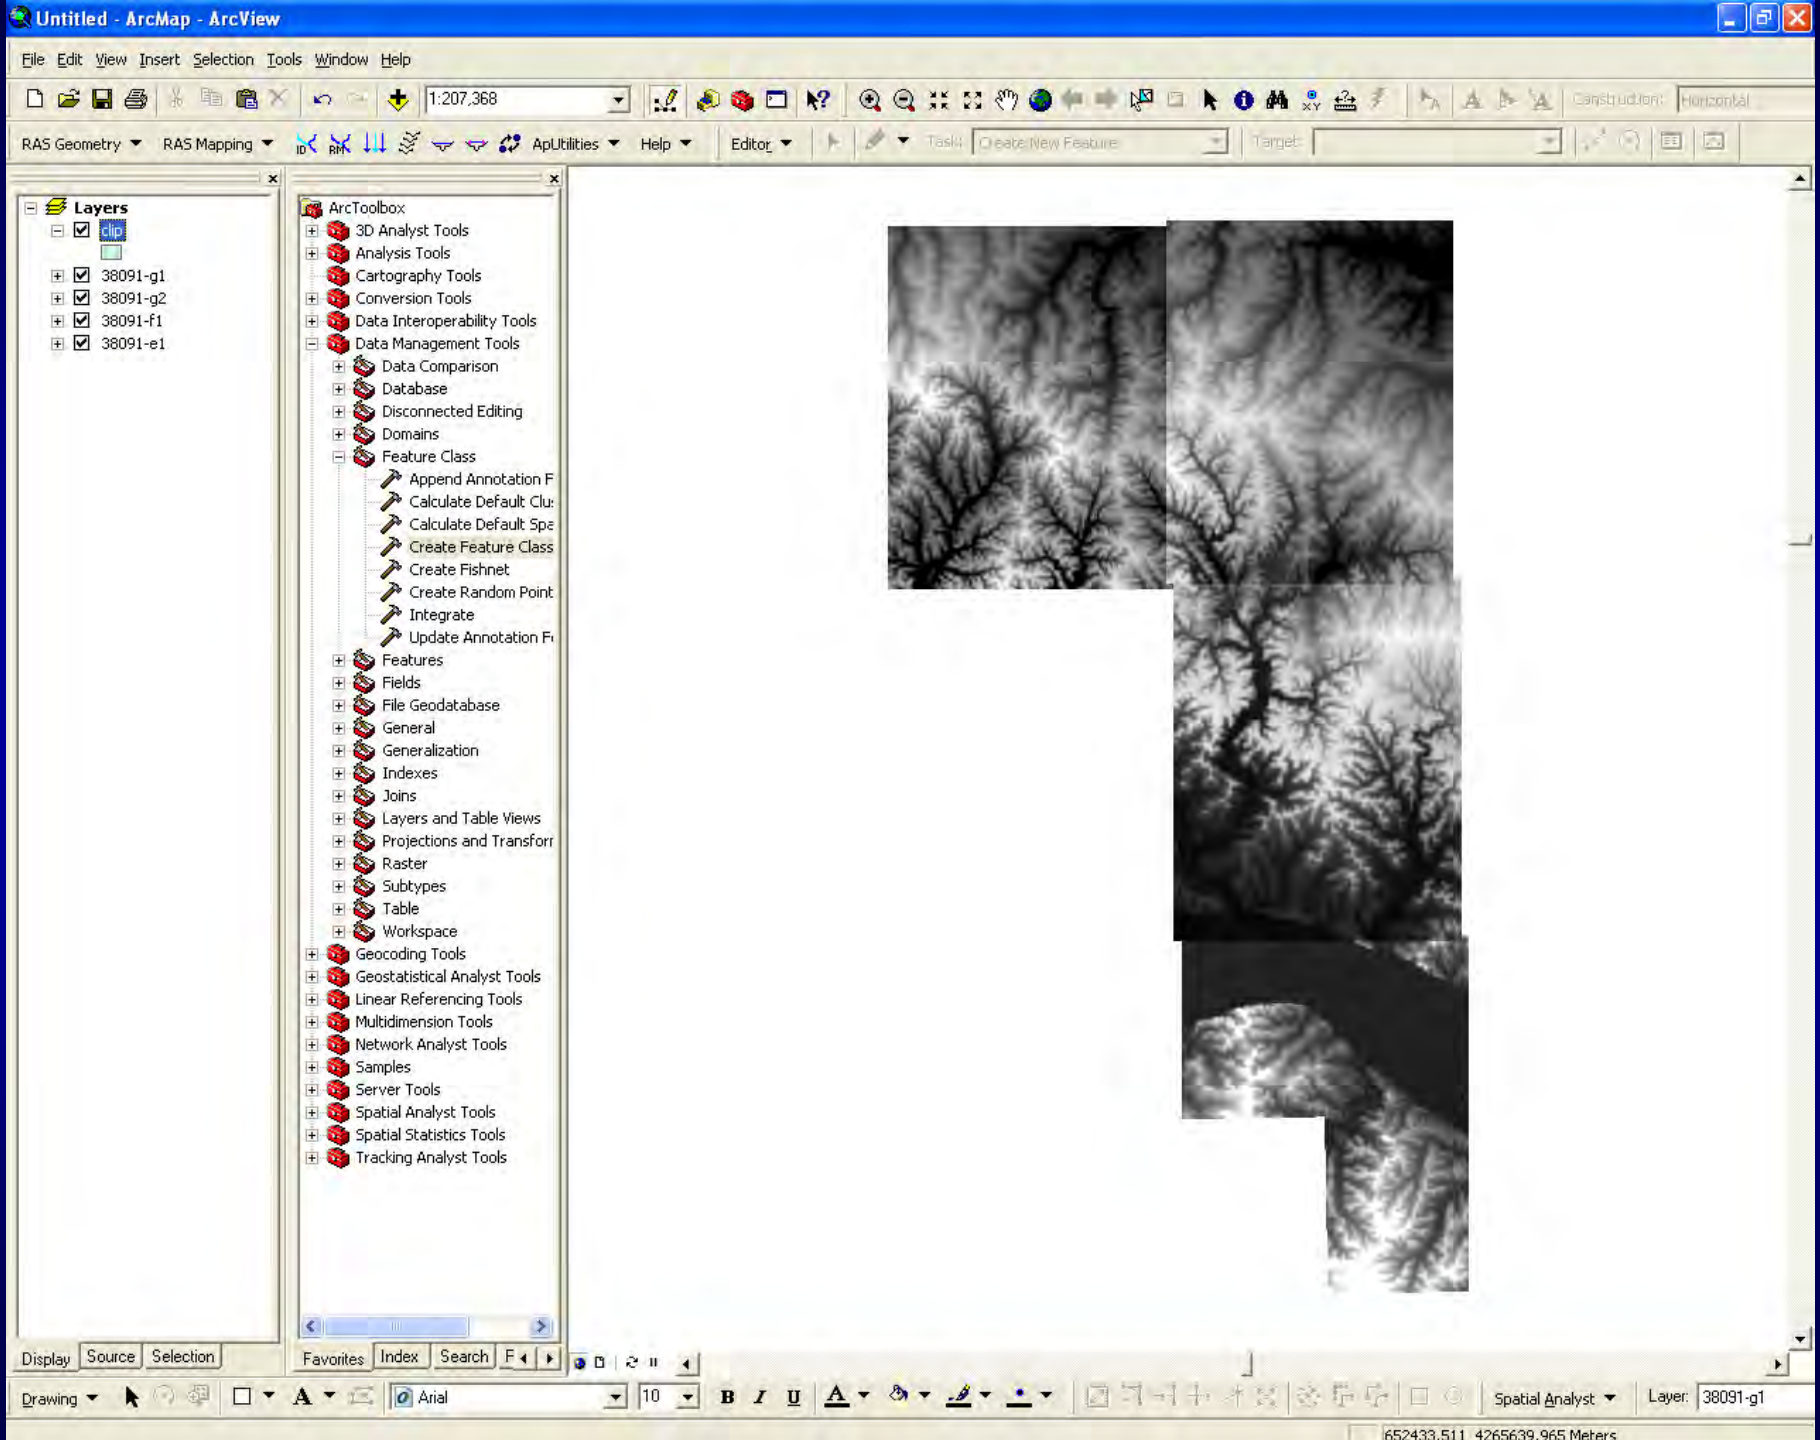 Untitled - ArcMap - ArcView
File Edit View Insert Selection Tools Window Help
1:207,368
Construction: Horizontal
RAS Geometry RAS Mapping ApUtilities Help Editor Task: Create New Feature Target:
Layers
clip
38091-g1
38091-g2
38091-f1
38091-e1
ArcToolbox
3D Analyst Tools
Analysis Tools
Cartography Tools
Conversion Tools
Data Interoperability Tools
Data Management Tools
Data Comparison
Database
Disconnected Editing
Domains
Feature Class
Append Annotation F
Calculate Default Clu
Calculate Default Spa
Create Feature Class
Create Fishnet
Create Random Point
Integrate
Update Annotation F
Features
Fields
File Geodatabase
General
Generalization
Indexes
Joins
Layers and Table Views
Projections and Transfor
Raster
Subtypes
Table
Workspace
Geocoding Tools
Geostatistical Analyst Tools
Linear Referencing Tools
Multidimension Tools
Network Analyst Tools
Samples
Server Tools
Spatial Analyst Tools
Spatial Statistics Tools
Tracking Analyst Tools
Display Source Selection
Favorites Index Search F
Drawing A Arial 10 B I U A Spatial Analyst Layer: 38091-g1
652433.511 4265639.965 Meters